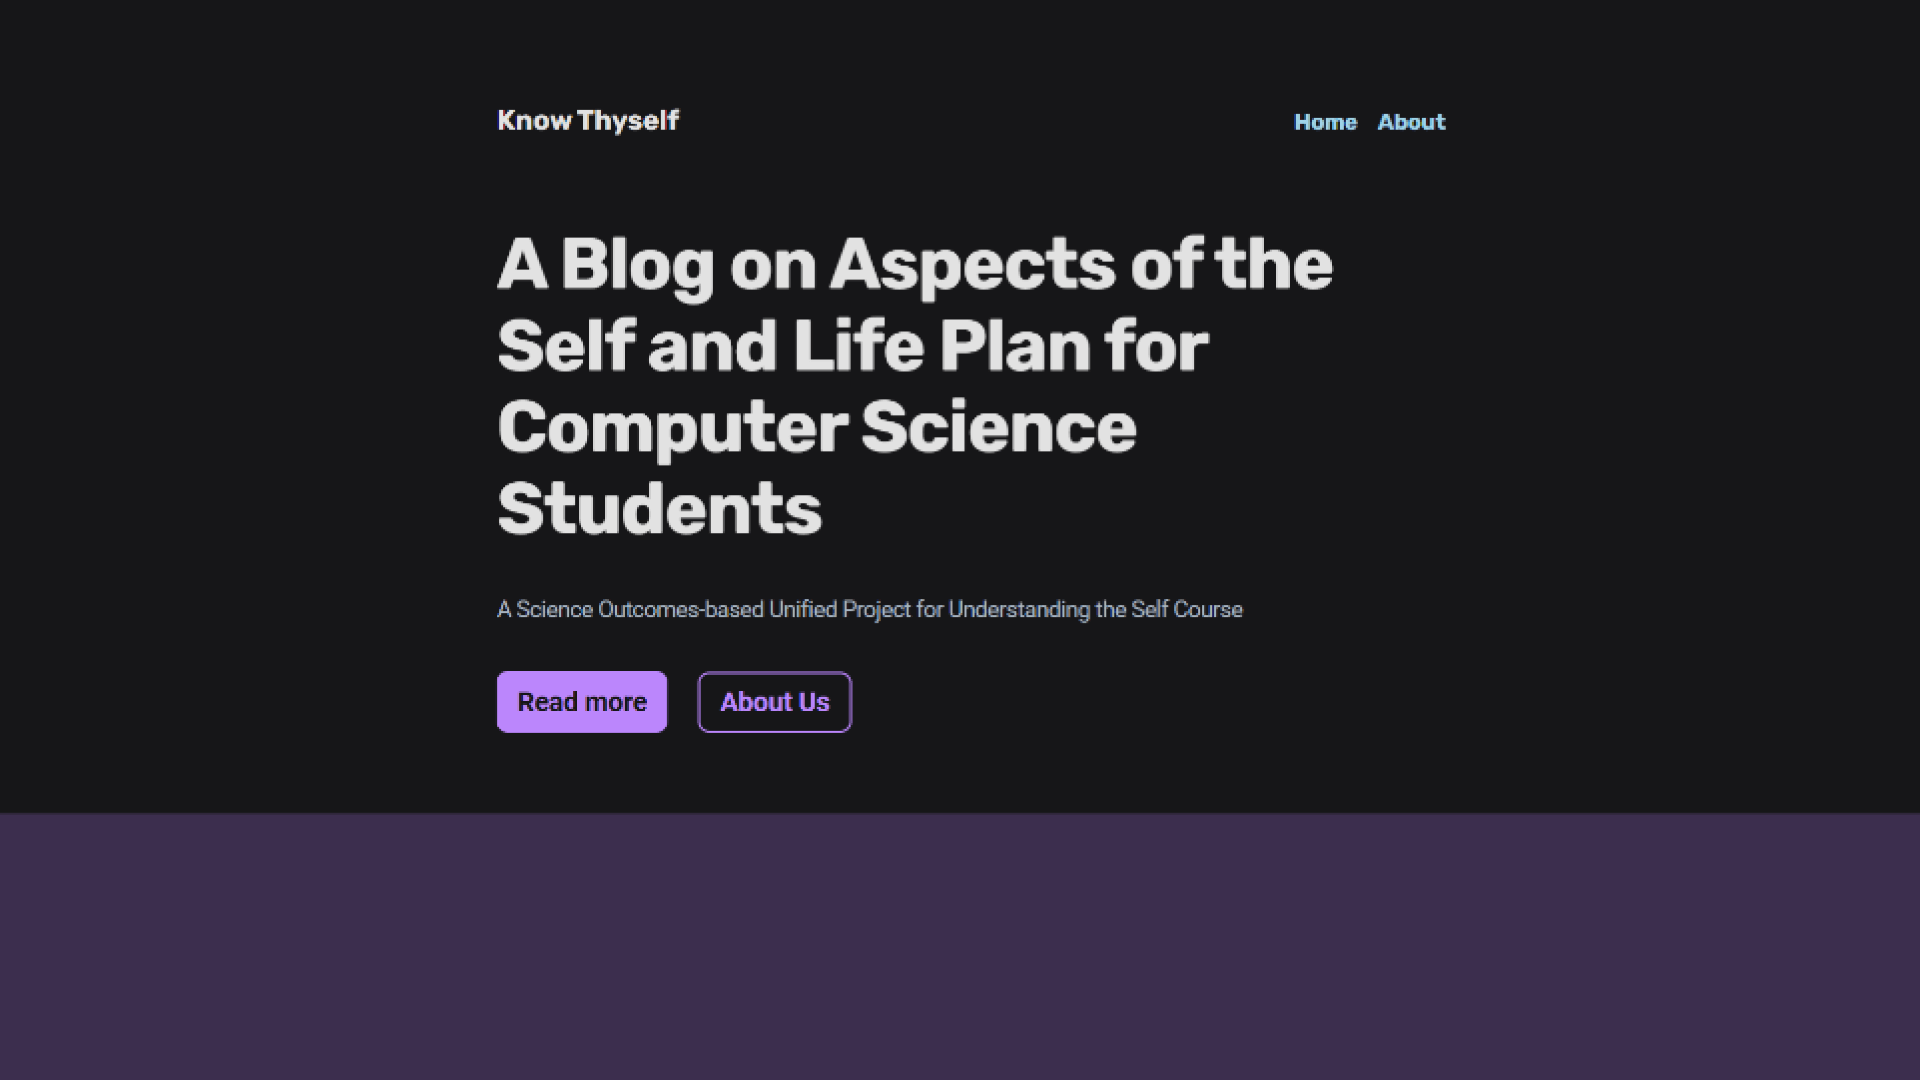 Know Thyself
Home About
A Blog on Aspects of the
Self and Life Plan for
Computer Science
Students
A Science Outcomes-based Unified Project for Understanding the Self Course
Read more
About Us